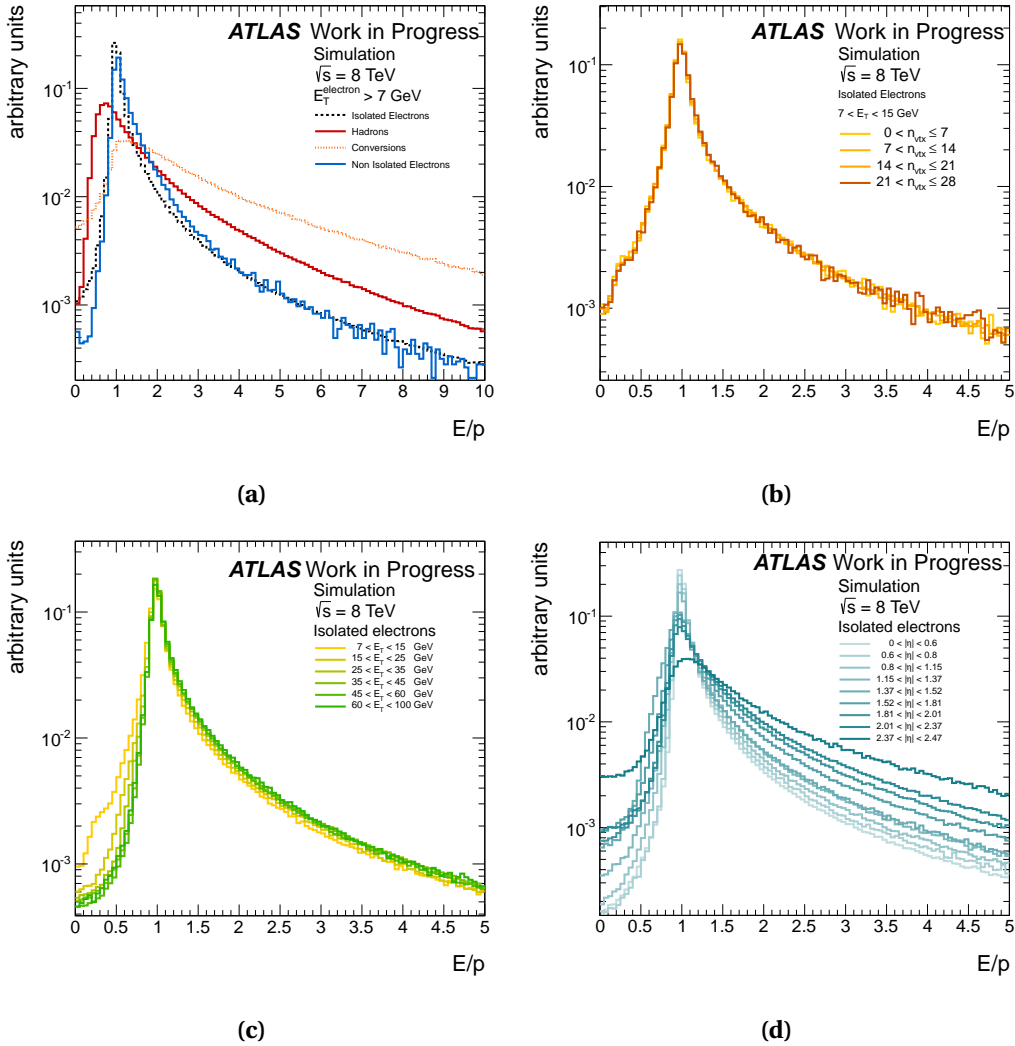 arbitrary units
ATLAS Work in Progress
Simulation
√s = 8 TeV
E_T^electron > 7 GeV
Isolated Electrons
Hadrons
Conversions
Non Isolated Electrons
10⁻¹
10⁻²
10⁻³
0 1 2 3 4 5 6 7 8 9 10
E/p
(a)
arbitrary units
ATLAS Work in Progress
Simulation
√s = 8 TeV
Isolated Electrons
7 < E_T < 15 GeV
0 < n_vtx ≤ 7
7 < n_vtx ≤ 14
14 < n_vtx ≤ 21
21 < n_vtx ≤ 28
10⁻¹
10⁻²
10⁻³
0 0.5 1 1.5 2 2.5 3 3.5 4 4.5 5
E/p
(b)
arbitrary units
ATLAS Work in Progress
Simulation
√s = 8 TeV
Isolated electrons
7 < E_T < 15 GeV
15 < E_T < 25 GeV
25 < E_T < 35 GeV
35 < E_T < 45 GeV
45 < E_T < 60 GeV
60 < E_T < 100 GeV
10⁻¹
10⁻²
10⁻³
0 0.5 1 1.5 2 2.5 3 3.5 4 4.5 5
E/p
(c)
arbitrary units
ATLAS Work in Progress
Simulation
√s = 8 TeV
Isolated electrons
0 < |η| < 0.6
0.6 < |η| < 0.8
0.8 < |η| < 1.15
1.15 < |η| < 1.37
1.37 < |η| < 1.52
1.52 < |η| < 1.81
1.81 < |η| < 2.01
2.01 < |η| < 2.37
2.37 < |η| < 2.47
10⁻¹
10⁻²
10⁻³
0 0.5 1 1.5 2 2.5 3 3.5 4 4.5 5
E/p
(d)